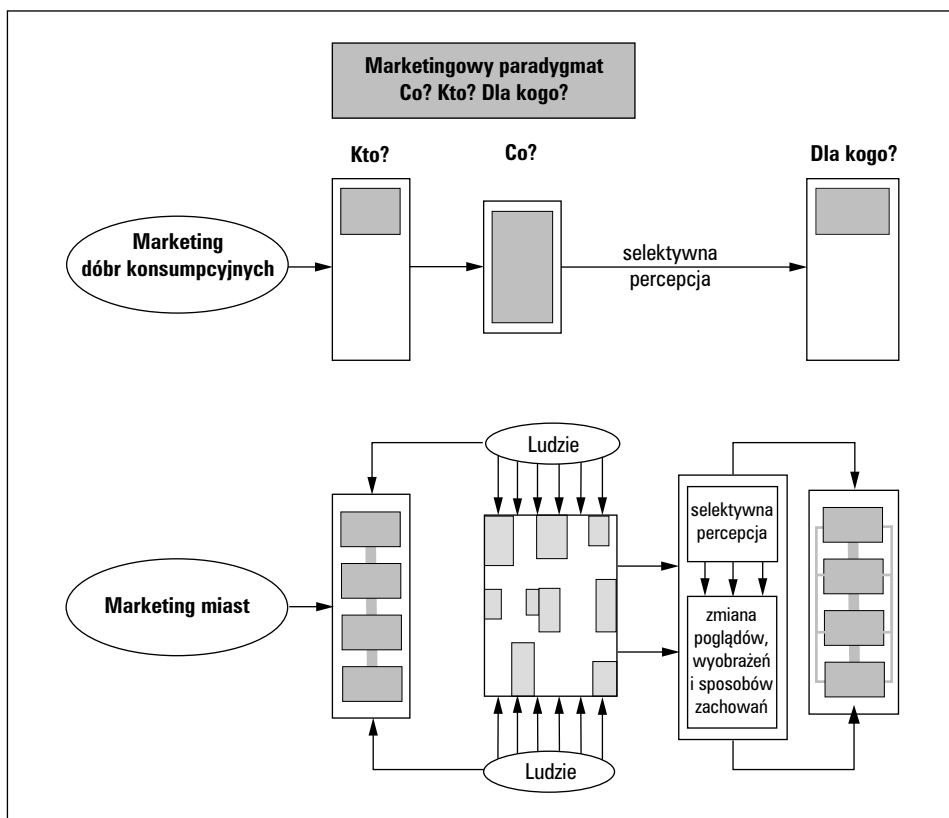 Marketingowy paradygmat
Co? Kto? Dla kogo?
Kto?
Co?
Dla kogo?
Marketing
dóbr konsumpcyjnych
selektywna
percepcja
Ludzie
Marketing miast
selektywna
percepcja
zmiana
poglądów,
wyobrażeń
i sposobów
zachowań
Ludzie